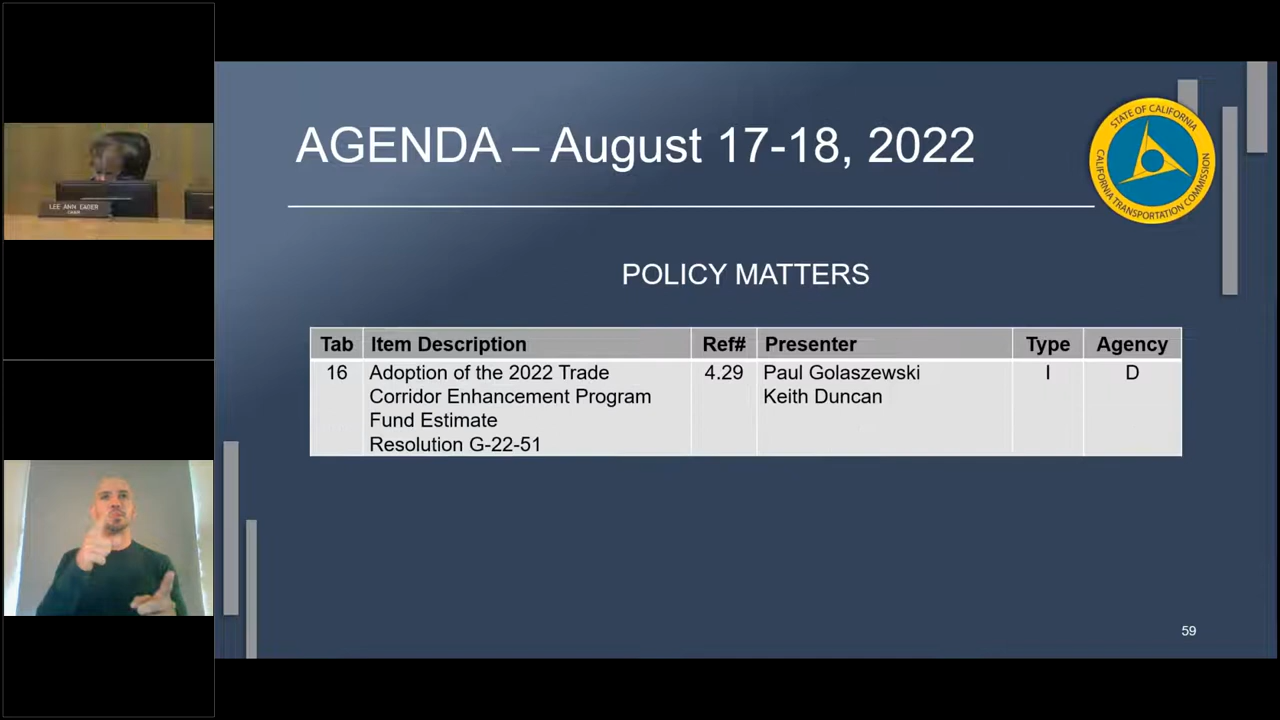 AGENDA – August 17-18, 2022
STATE OF CALIFORNIA
CALIFORNIA TRANSPORTATION COMMISSION
POLICY MATTERS
Tab Item Description Ref# Presenter Type Agency
16 Adoption of the 2022 Trade 4.29 Paul Golaszewski I D
Corridor Enhancement Program Keith Duncan
Fund Estimate
Resolution G-22-51
LEE ANN EAGER
CHAIR
59